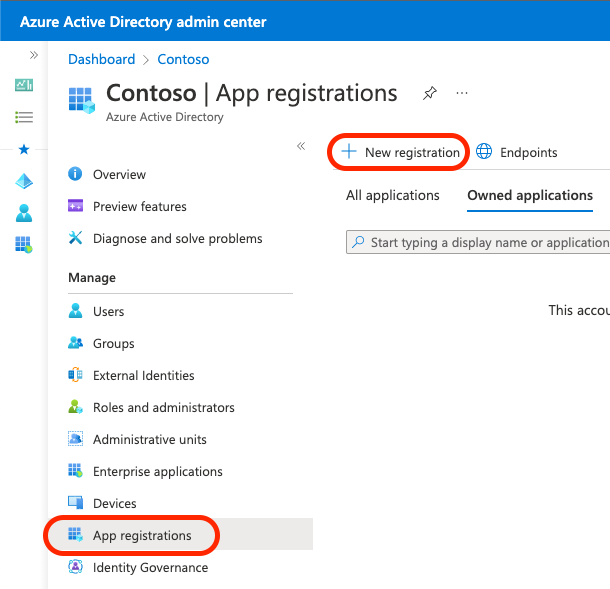 Azure Active Directory admin center
Dashboard > Contoso
Contoso | App registrations
Azure Active Directory
New registration
Endpoints
All applications
Owned applications
Start typing a display name or application
This accou
Overview
Preview features
Diagnose and solve problems
Manage
Users
Groups
External Identities
Roles and administrators
Administrative units
Enterprise applications
Devices
App registrations
Identity Governance